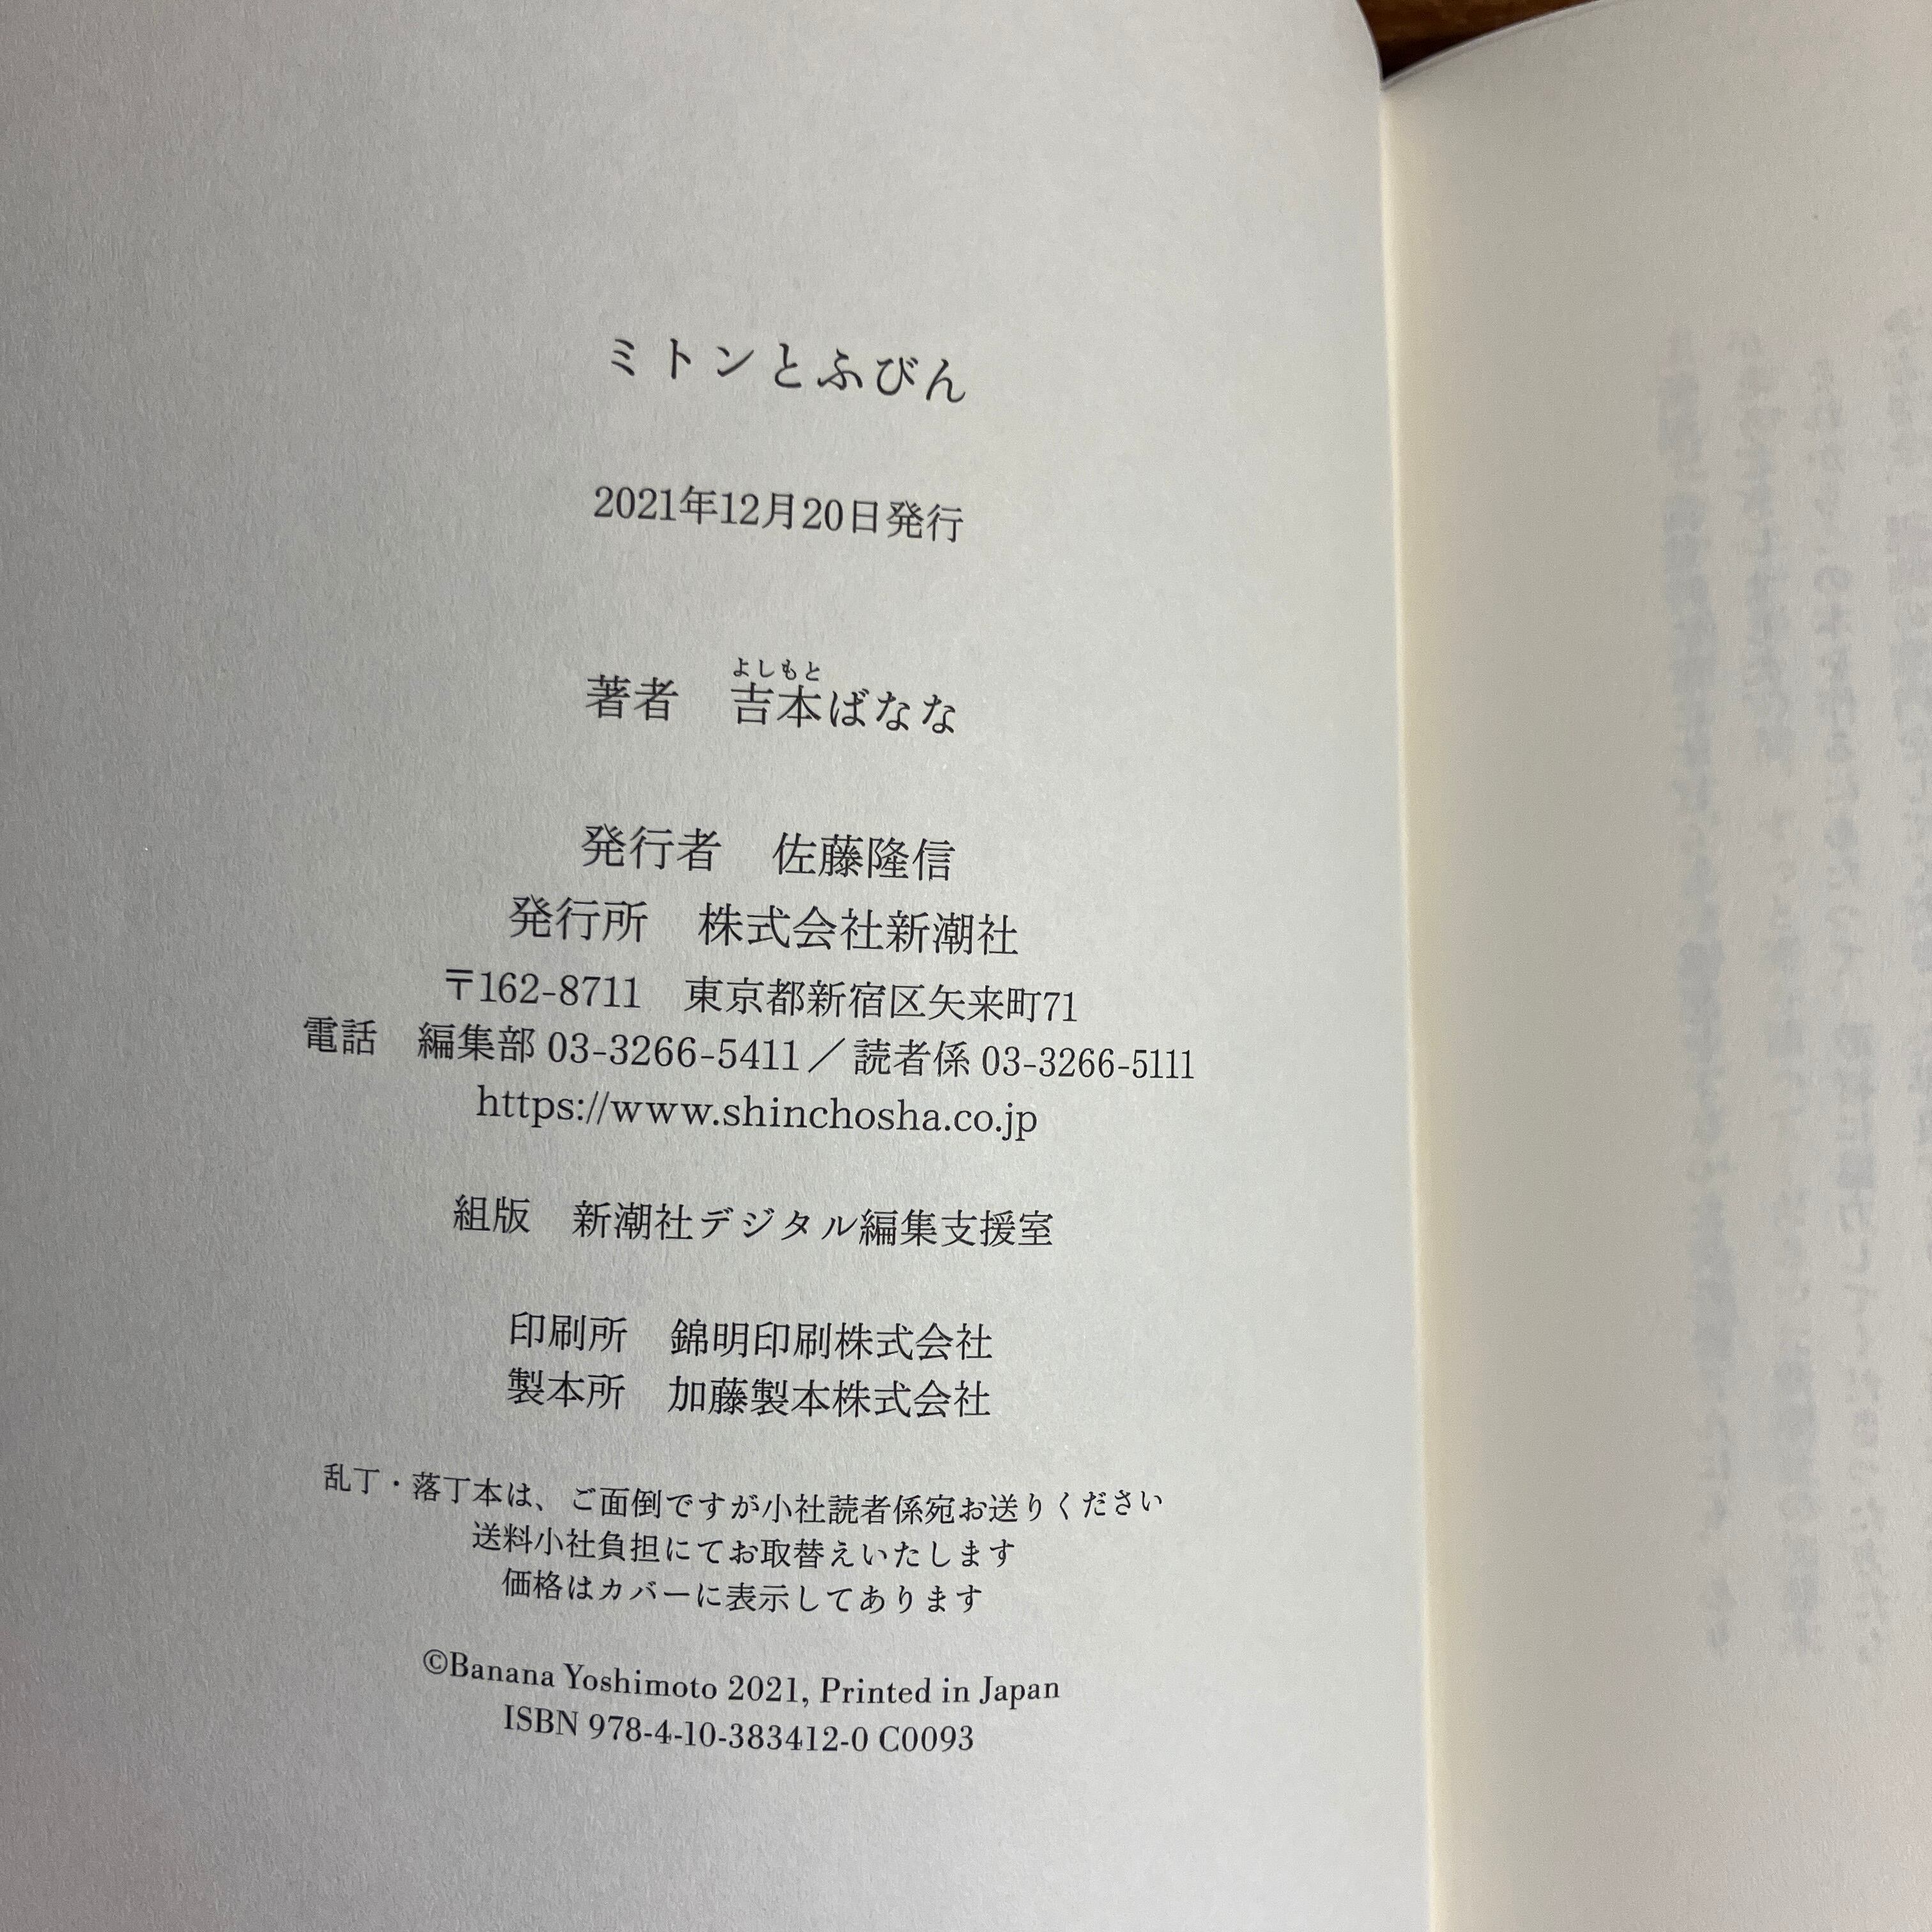 ミトンとふびん
2021年12月20日発行
よしもと
著者　吉本ばなな
発行者　佐藤隆信
発行所　株式会社新潮社
〒162-8711　東京都新宿区矢来町71
電話　編集部 03-3266-5411／読者係 03-3266-5111
https://www.shinchosha.co.jp
組版　新潮社デジタル編集支援室
印刷所　錦明印刷株式会社
製本所　加藤製本株式会社
乱丁・落丁本は、ご面倒ですが小社読者係宛お送りください
送料小社負担にてお取替えいたします
価格はカバーに表示してあります
©Banana Yoshimoto 2021, Printed in Japan
ISBN 978-4-10-383412-0 C0093